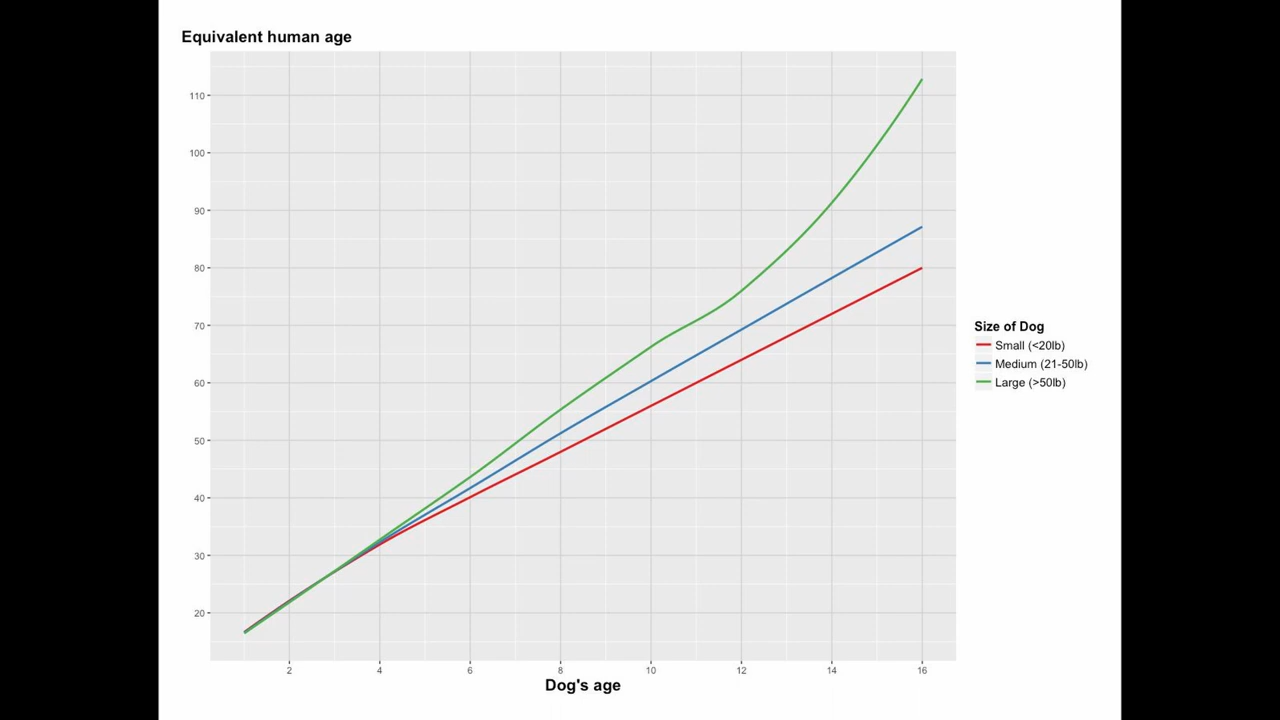 Equivalent human age
110
100
90
80
70
60
50
40
30
20
2 4 6 8 10 12 14 16
Dog's age
Size of Dog
Small (<20lb)
Medium (21-50lb)
Large (>50lb)